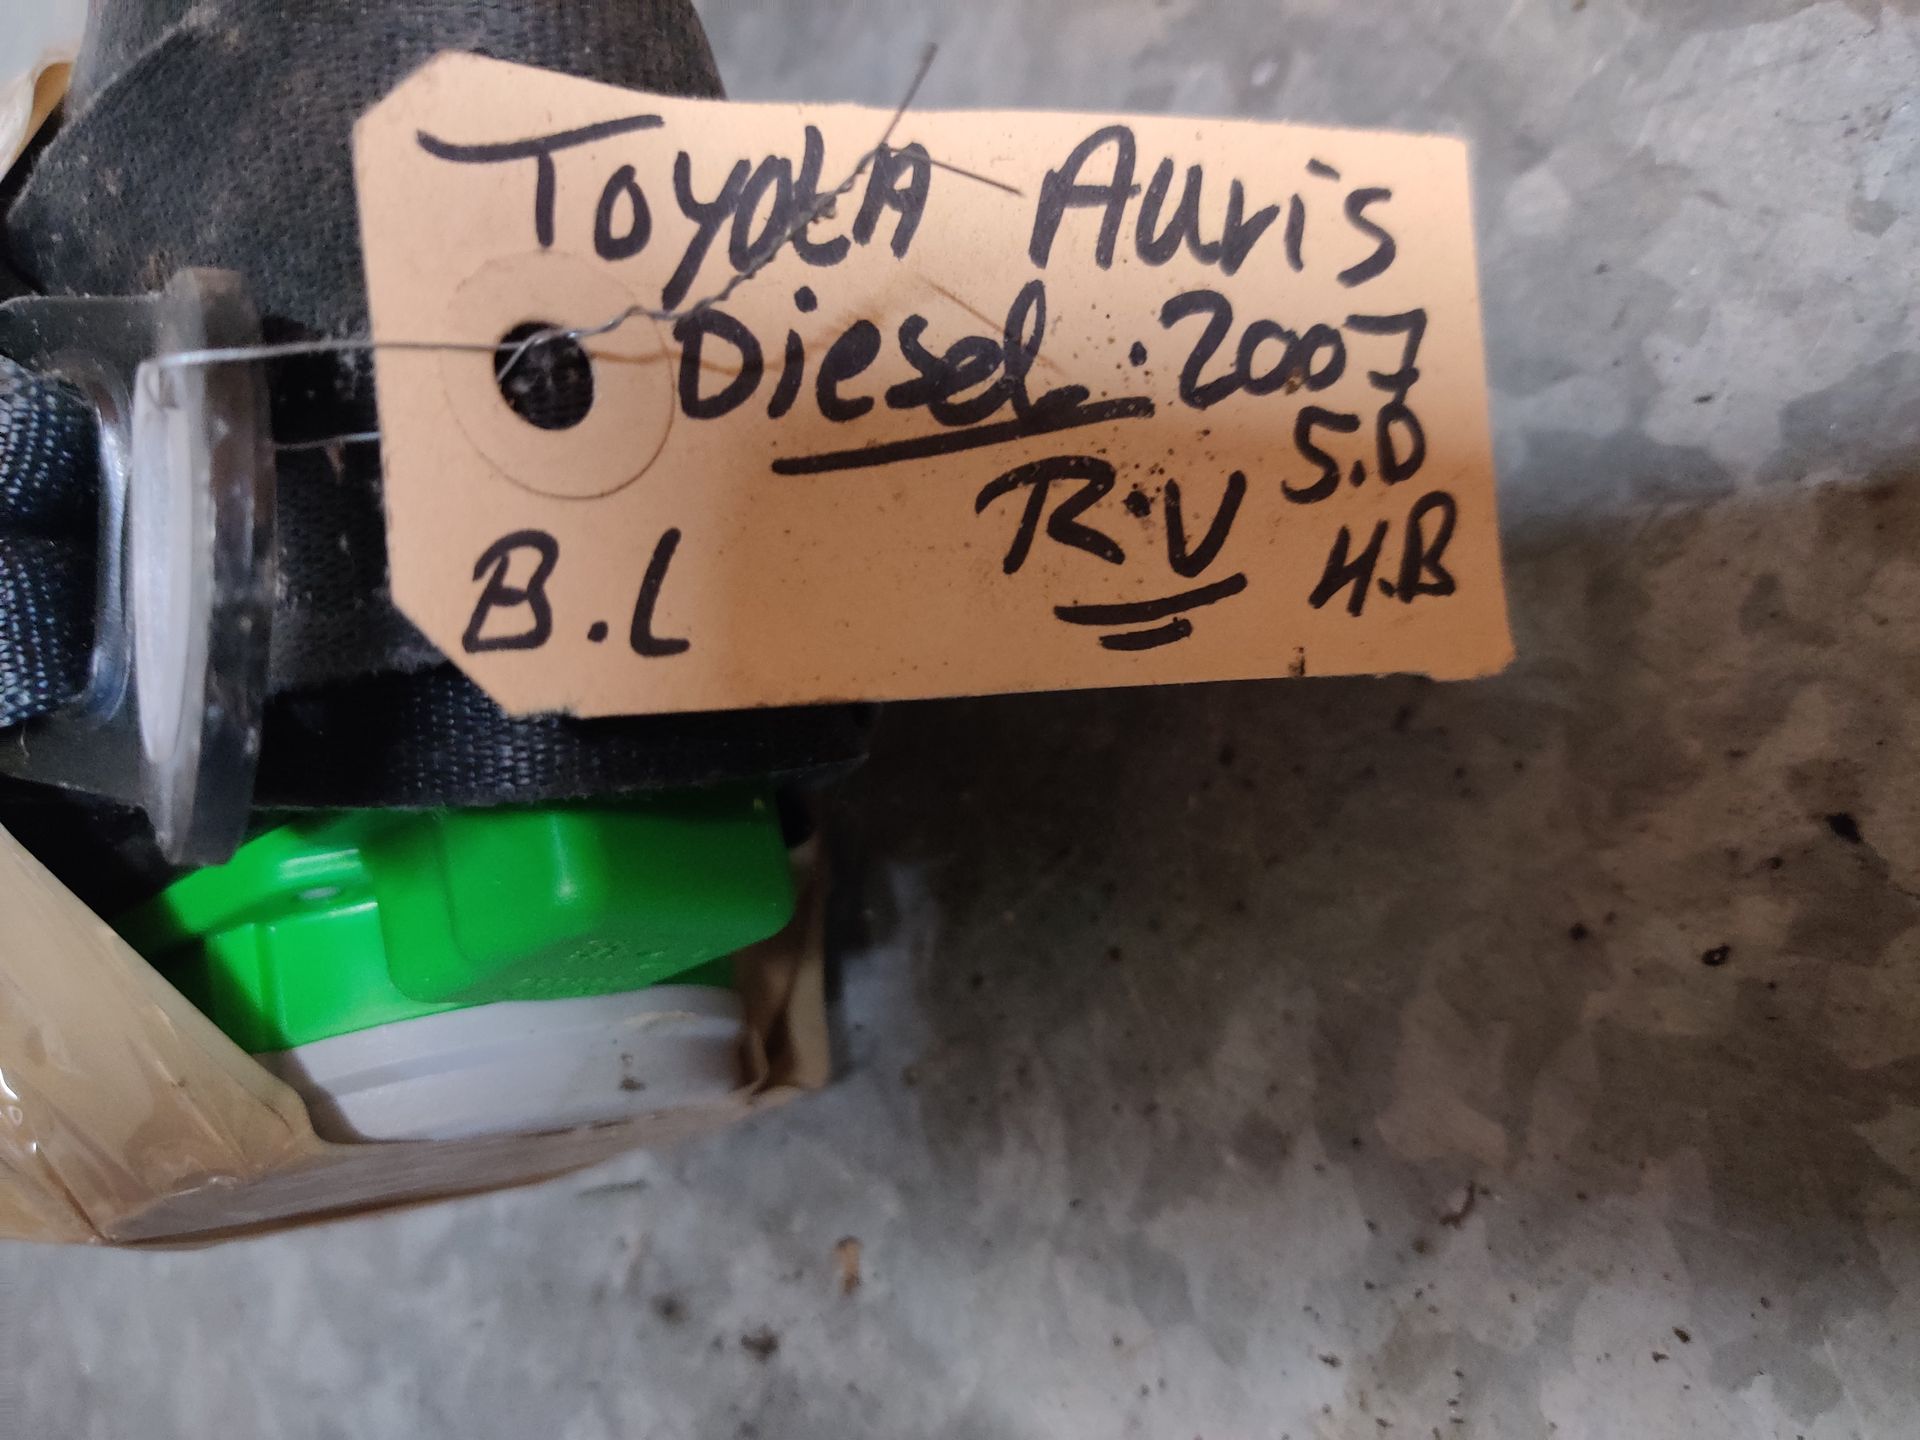 Toyota Auris
Diesel. 2007
5.D
R.V
H.B
B.L